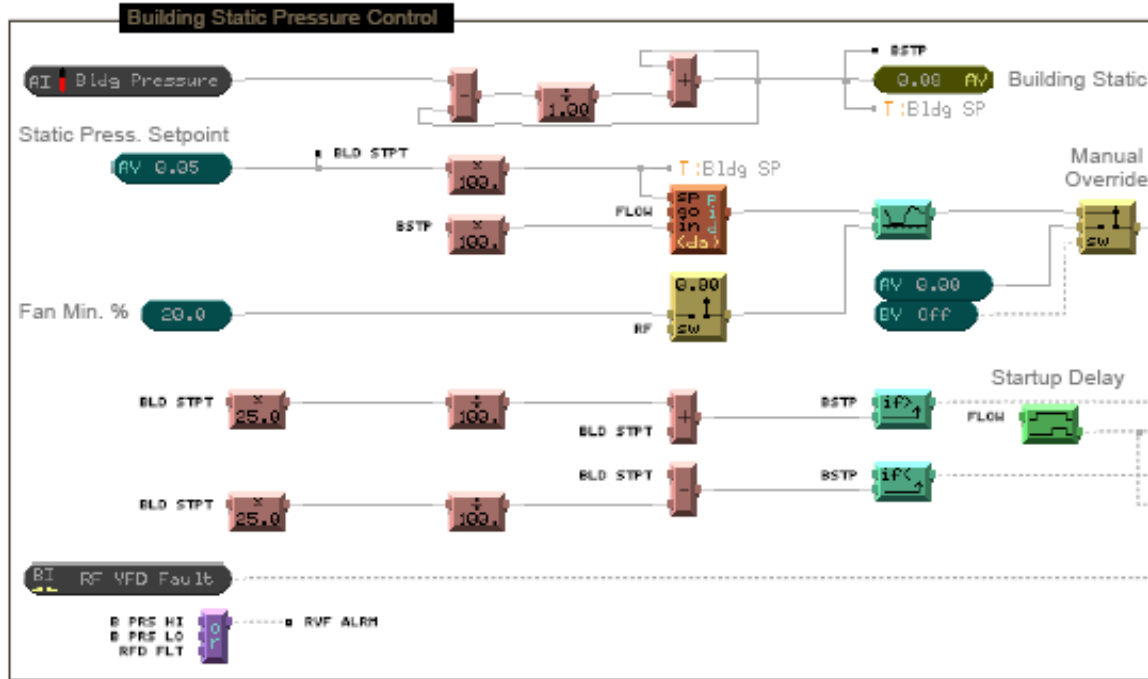 Building Static Pressure Control
BSTP
AI Bldg Pressure
-
÷
1.00
+
0.08 AV
Building Static
T:Bldg SP
Static Press. Setpoint
AV 0.05
BLD STPT
x
100.
T:Bldg SP
Manual
Override
FLOW
BSTP
x
100.
sp
go
in
pid
(da)
sw
Fan Min. %
20.0
0.00
sw
RF
AV 0.00
BV Off
Startup Delay
BLD STPT
x
25.0
÷
100.
+
BLD STPT
BSTP
if>
FLOW
BLD STPT
BSTP
if<
BLD STPT
x
25.0
÷
100.
-
BI RF VFD Fault
B PRS HI
B PRS LO
RFD FLT
or
RVF ALRM